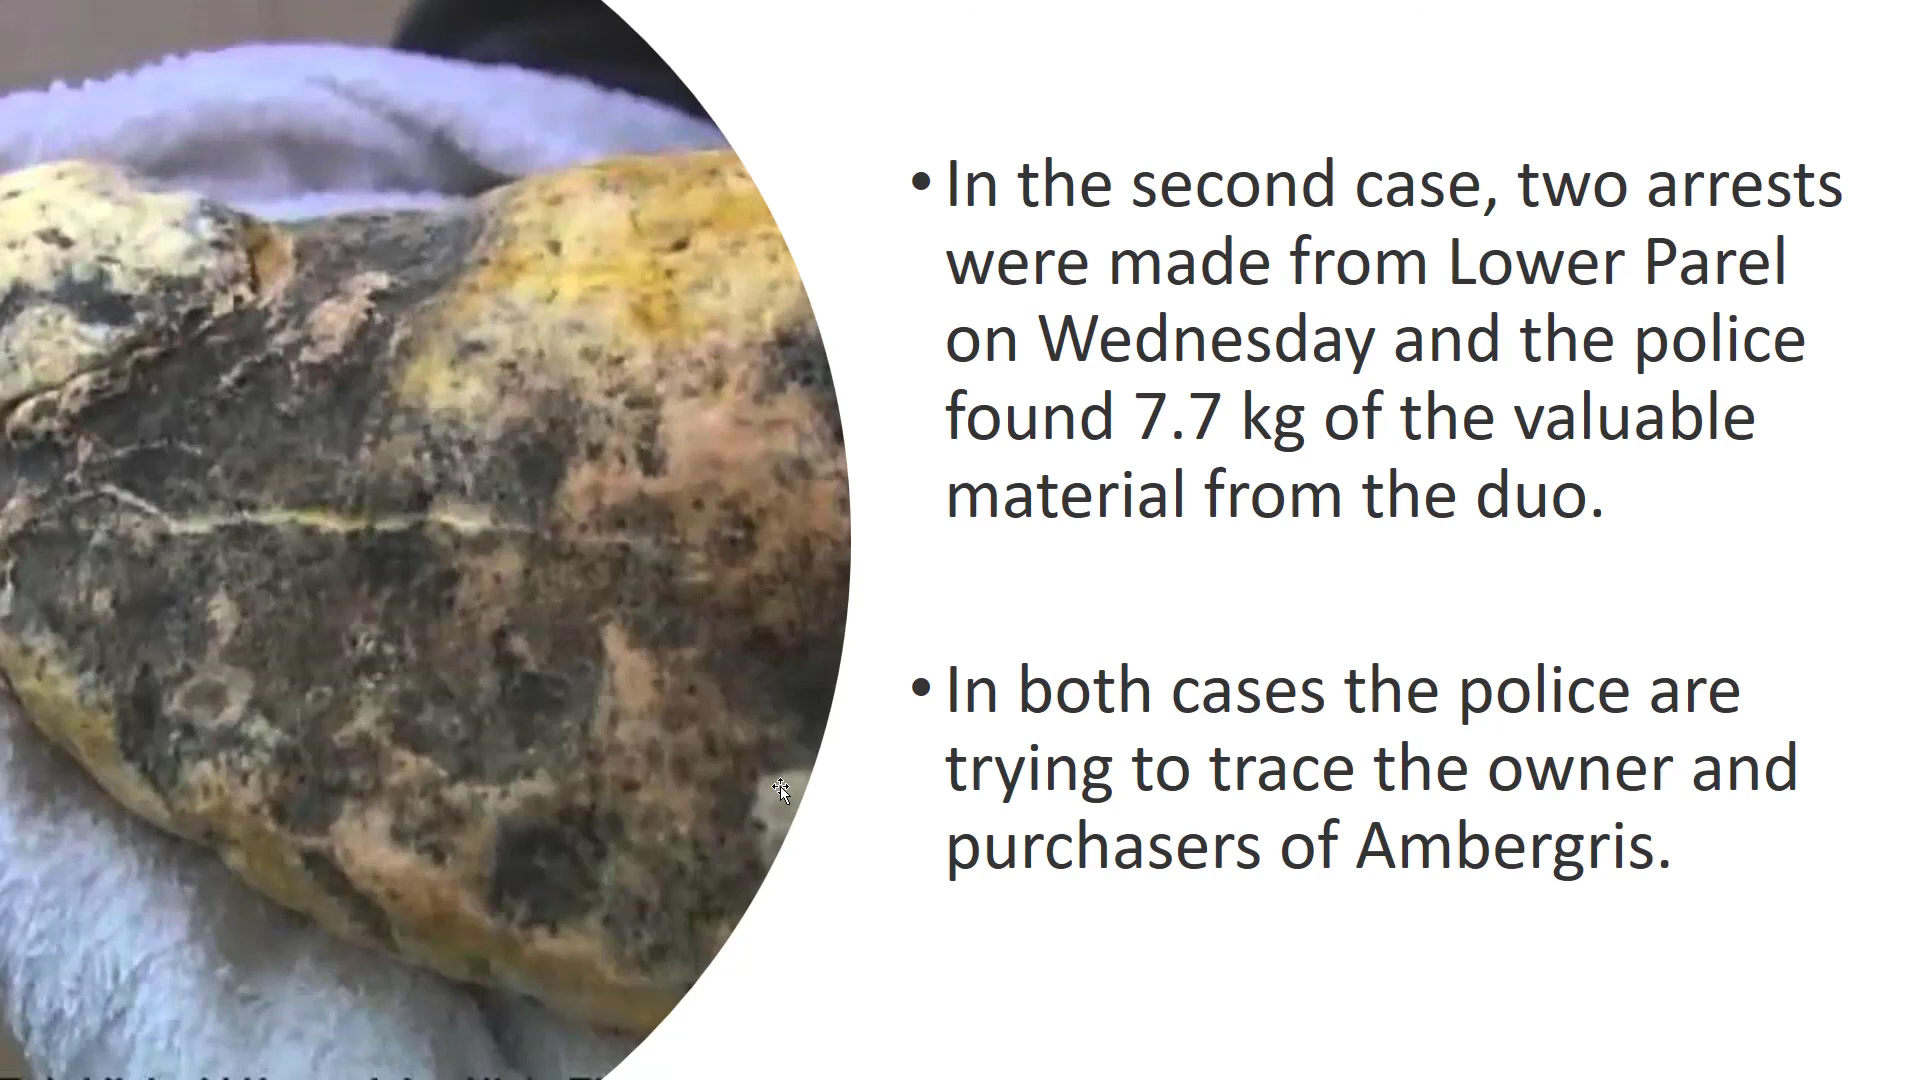 • In the second case, two arrests
were made from Lower Parel
on Wednesday and the police
found 7.7 kg of the valuable
material from the duo.
• In both cases the police are
trying to trace the owner and
purchasers of Ambergris.